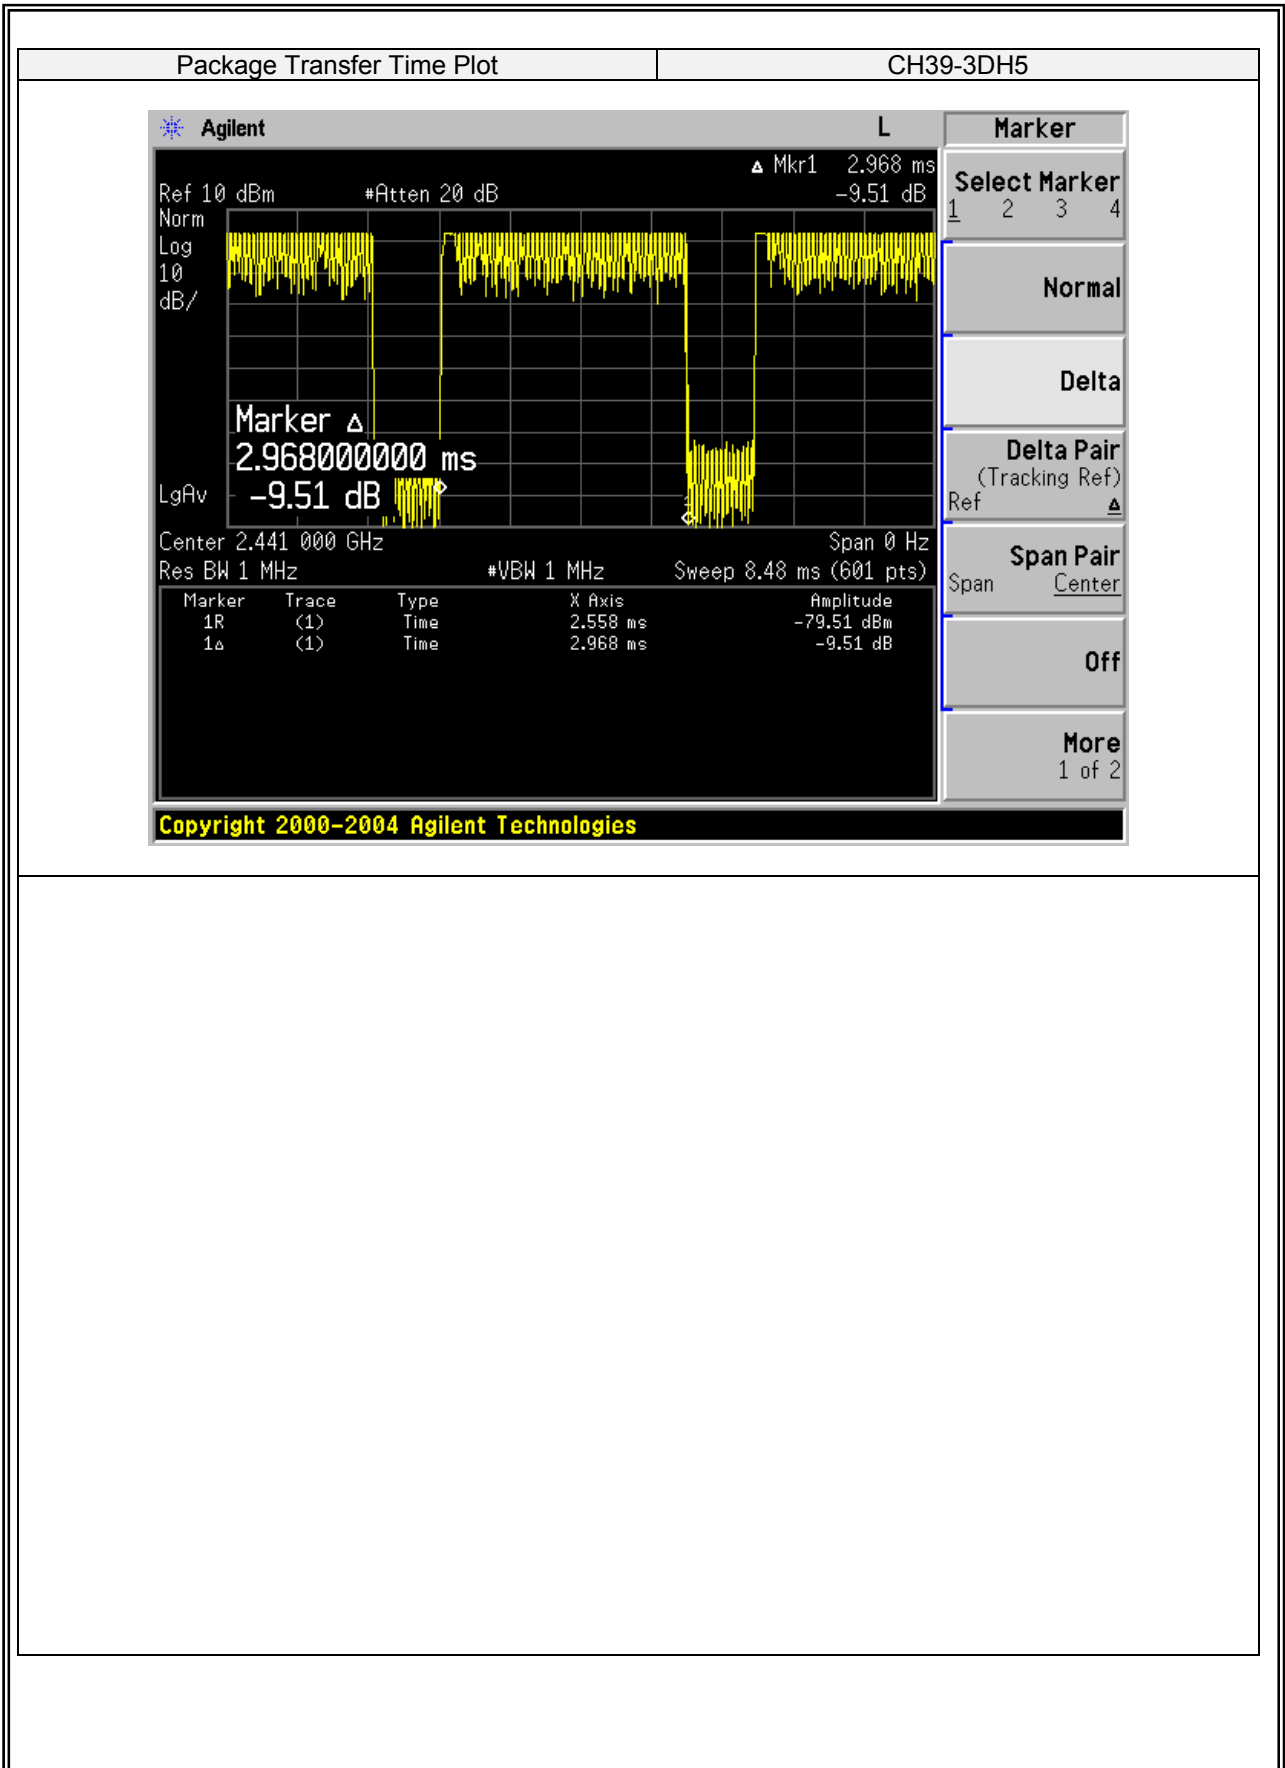 Package Transfer Time Plot CH39-3DH5
Agilent L Marker
Δ Mkr1 2.968 ms
Ref 10 dBm #Atten 20 dB -9.51 dB
Select Marker
1 2 3 4
Norm
Log
10
dB/
Normal
Delta
Marker Δ
2.968000000 ms
-9.51 dB
LgAv
Delta Pair
(Tracking Ref)
Ref Δ
Center 2.441 000 GHz Span 0 Hz
Res BW 1 MHz #VBW 1 MHz Sweep 8.48 ms (601 pts)
Span Pair
Span Center
Marker Trace Type X Axis Amplitude
1R (1) Time 2.558 ms -79.51 dBm
1Δ (1) Time 2.968 ms -9.51 dB
Off
More
1 of 2
Copyright 2000-2004 Agilent Technologies